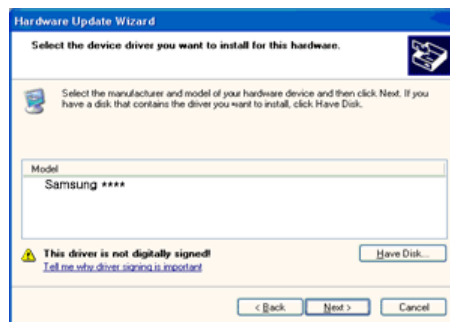 Hardware Update Wizard
Select the device driver you want to install for this hardware.
Select the manufacturer and model of your hardware device and then click Next. If you
have a disk that contains the driver you want to install, click Have Disk.
Model
Samsung ****
This driver is not digitally signed!
Tell me why driver signing is important
Have Disk...
< Back
Next >
Cancel